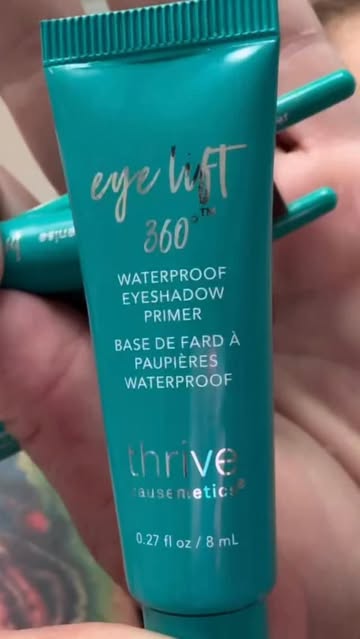 eye lift
360°™
WATERPROOF
EYESHADOW
PRIMER
BASE DE FARD À
PAUPIÈRES
WATERPROOF
thrive
causemetics®
0.27 fl oz / 8 mL